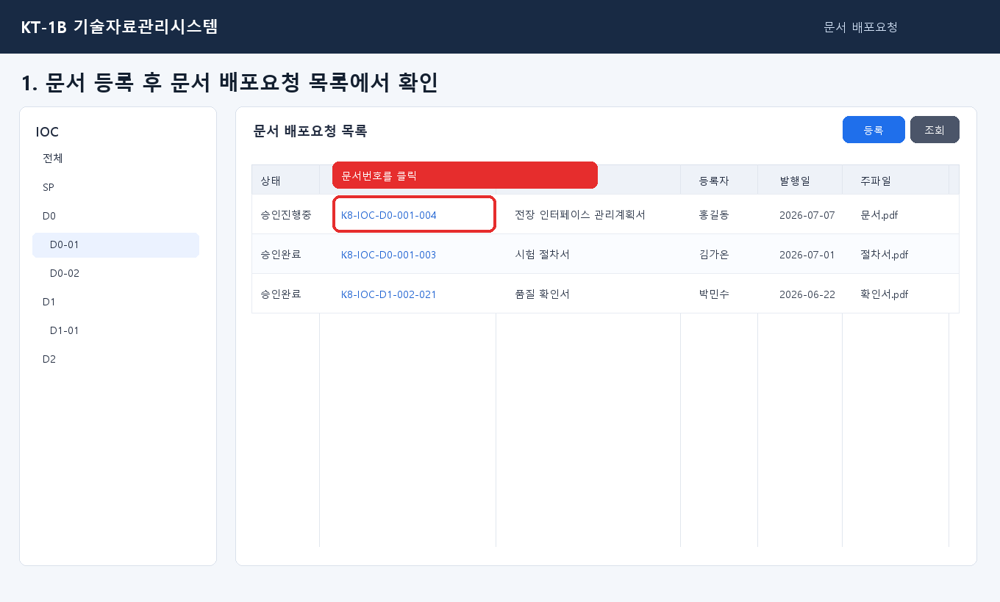 KT-1B 기술자료관리시스템
문서 배포요청
1. 문서 등록 후 문서 배포요청 목록에서 확인
IOC
전체
SP
D0
D0-01
D0-02
D1
D1-01
D2
문서 배포요청 목록
등록
조회
상태
문서번호를 클릭
등록자
발행일
주파일
승인진행중 K8-IOC-D0-001-004 전장 인터페이스 관리계획서 홍길동 2026-07-07 문서.pdf
승인완료 K8-IOC-D0-001-003 시험 절차서 김가온 2026-07-01 절차서.pdf
승인완료 K8-IOC-D1-002-021 품질 확인서 박민수 2026-06-22 확인서.pdf